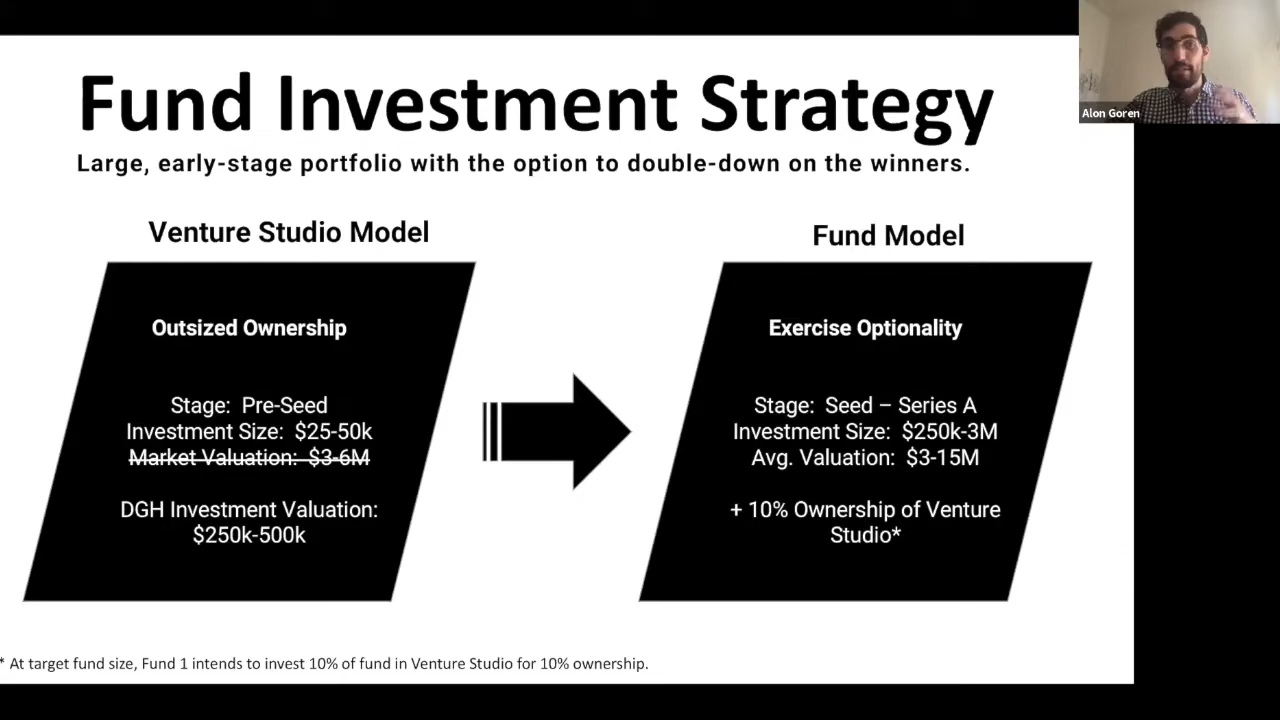 Fund Investment Strategy
Large, early-stage portfolio with the option to double-down on the winners.
Venture Studio Model
Outsized Ownership
Stage: Pre-Seed
Investment Size: $25-50k
Market Valuation: $3-6M
DGH Investment Valuation:
$250k-500k
Fund Model
Exercise Optionality
Stage: Seed – Series A
Investment Size: $250k-3M
Avg. Valuation: $3-15M
+ 10% Ownership of Venture
Studio*
* At target fund size, Fund 1 intends to invest 10% of fund in Venture Studio for 10% ownership.
Alon Goren